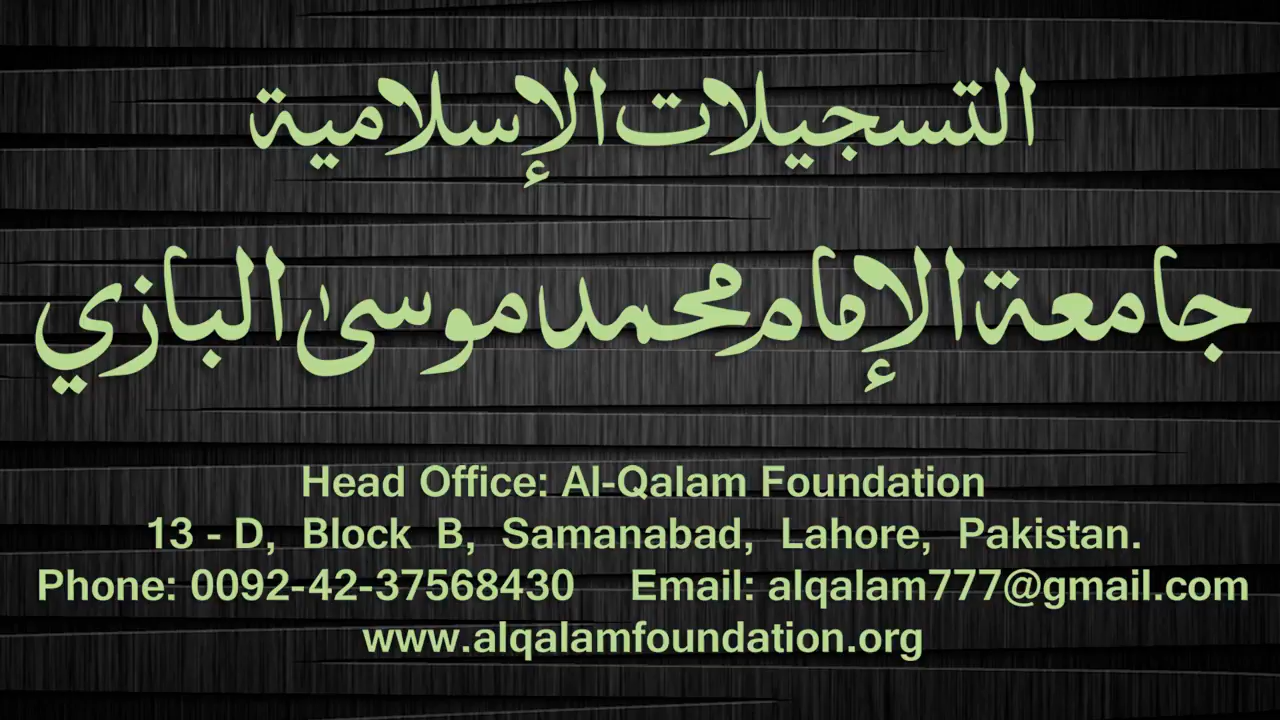 التسجيلات الإسلامية
جامعة الإمام محمد موسىٰ البازي
Head Office: Al-Qalam Foundation
13 - D, Block B, Samanabad, Lahore, Pakistan.
Phone: 0092-42-37568430 Email: alqalam777@gmail.com
www.alqalamfoundation.org